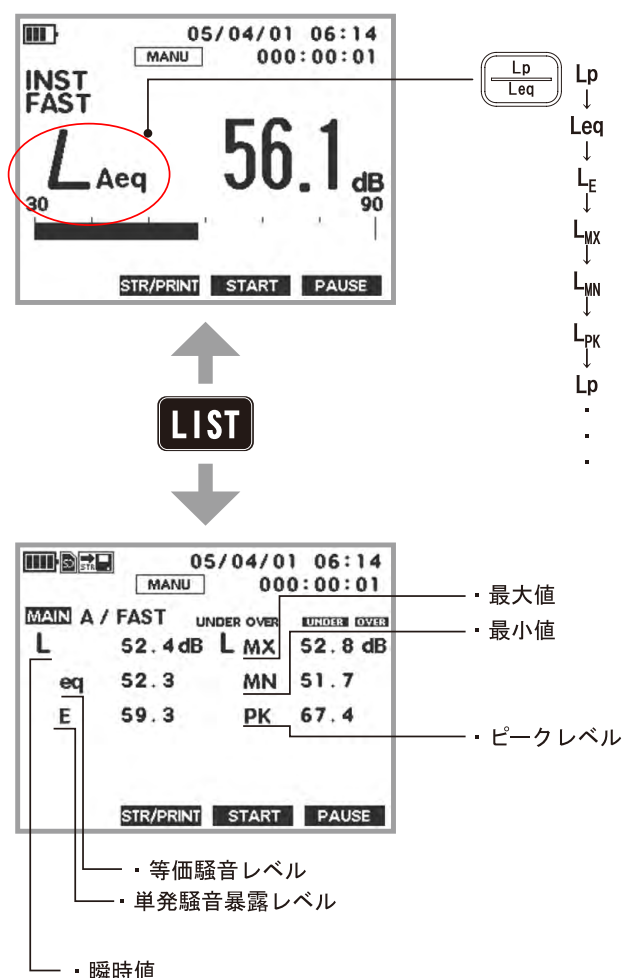 05/04/01 06:14
MANU 000:00:01
INST
FAST
LAeq 56.1 dB
30 90
STR/PRINT START PAUSE
Lp
Leq
Lp
↓
Leq
↓
LE
↓
LMX
↓
LMN
↓
LPK
↓
Lp
・
・
・
LIST
SD STR
05/04/01 06:14
MANU 000:00:01
MAIN A / FAST UNDER OVER UNDER OVER
L 52.4 dB L MX 52.8 dB
eq 52.3 MN 51.7
E 59.3 PK 67.4
STR/PRINT START PAUSE
・最大値
・最小値
・ピークレベル
・等価騒音レベル
・単発騒音暴露レベル
・瞬時値